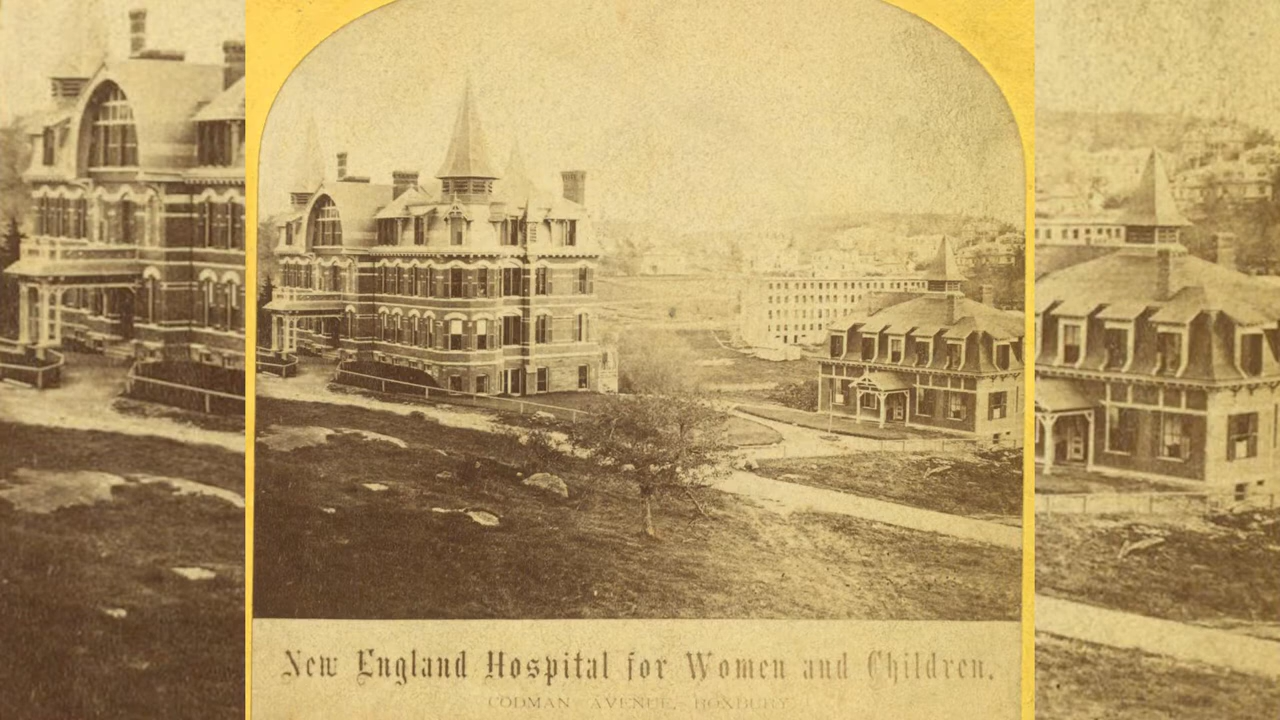 New England Hospital for Women and Children.
CODMAN AVENUE, ROXBURY